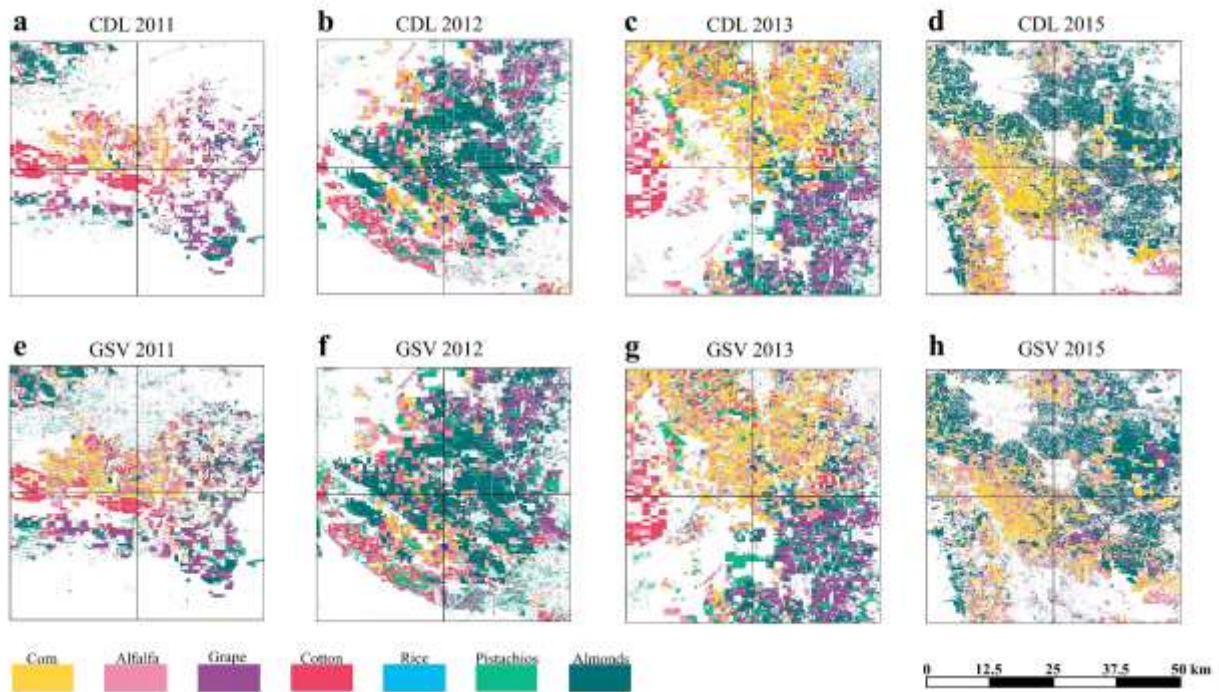 a b c d
CDL 2011 CDL 2012 CDL 2013 CDL 2015
e f g h
GSV 2011 GSV 2012 GSV 2013 GSV 2015
Corn Alfalfa Grape Cotton Rice Pistachios Almonds
0 12.5 25 37.5 50 km